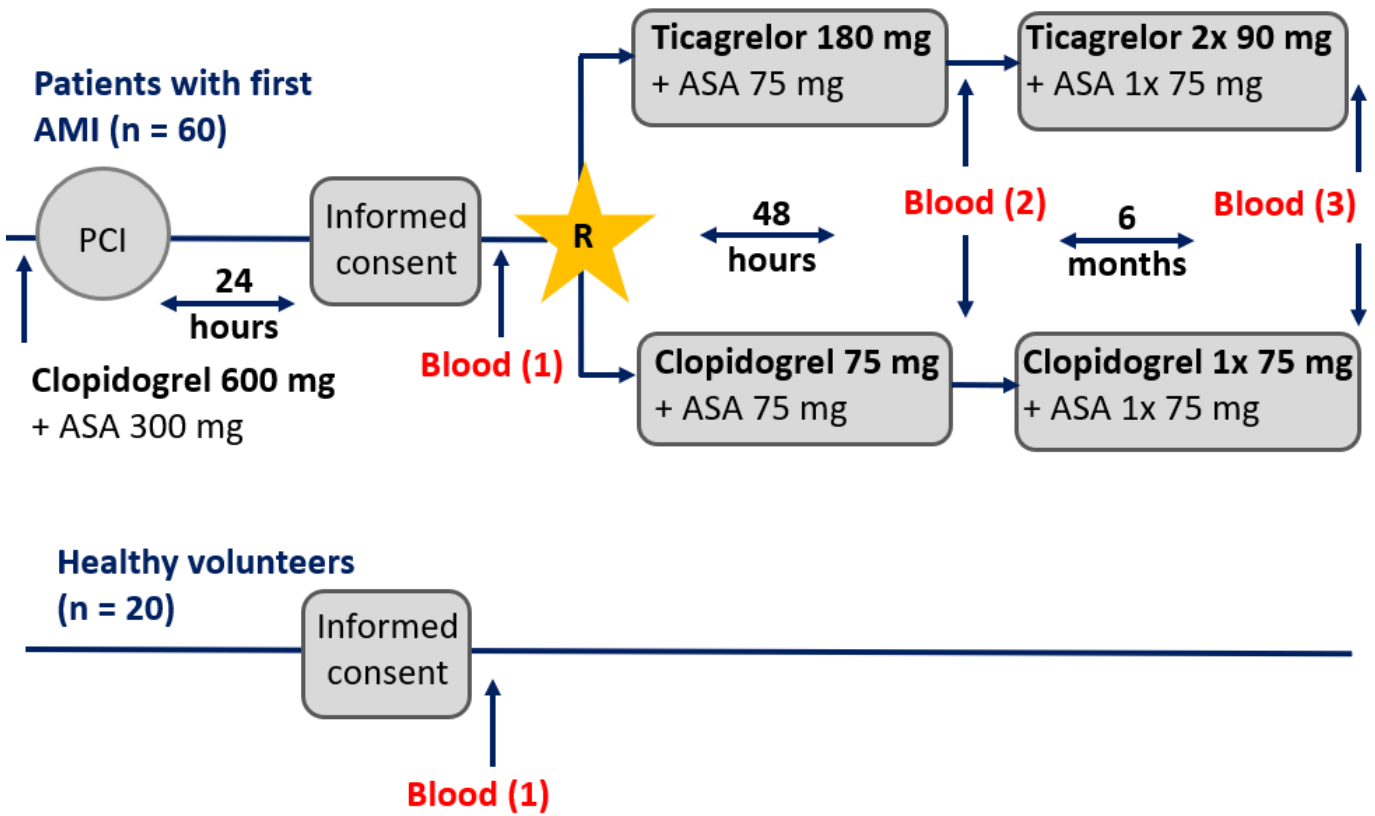 Patients with first
AMI (n = 60)
PCI
24
hours
Clopidogrel 600 mg
+ ASA 300 mg
Informed
consent
Blood (1)
R
Ticagrelor 180 mg
+ ASA 75 mg
Clopidogrel 75 mg
+ ASA 75 mg
48
hours
Blood (2)
Ticagrelor 2x 90 mg
+ ASA 1x 75 mg
Clopidogrel 1x 75 mg
+ ASA 1x 75 mg
6
months
Blood (3)
Healthy volunteers
(n = 20)
Informed
consent
Blood (1)